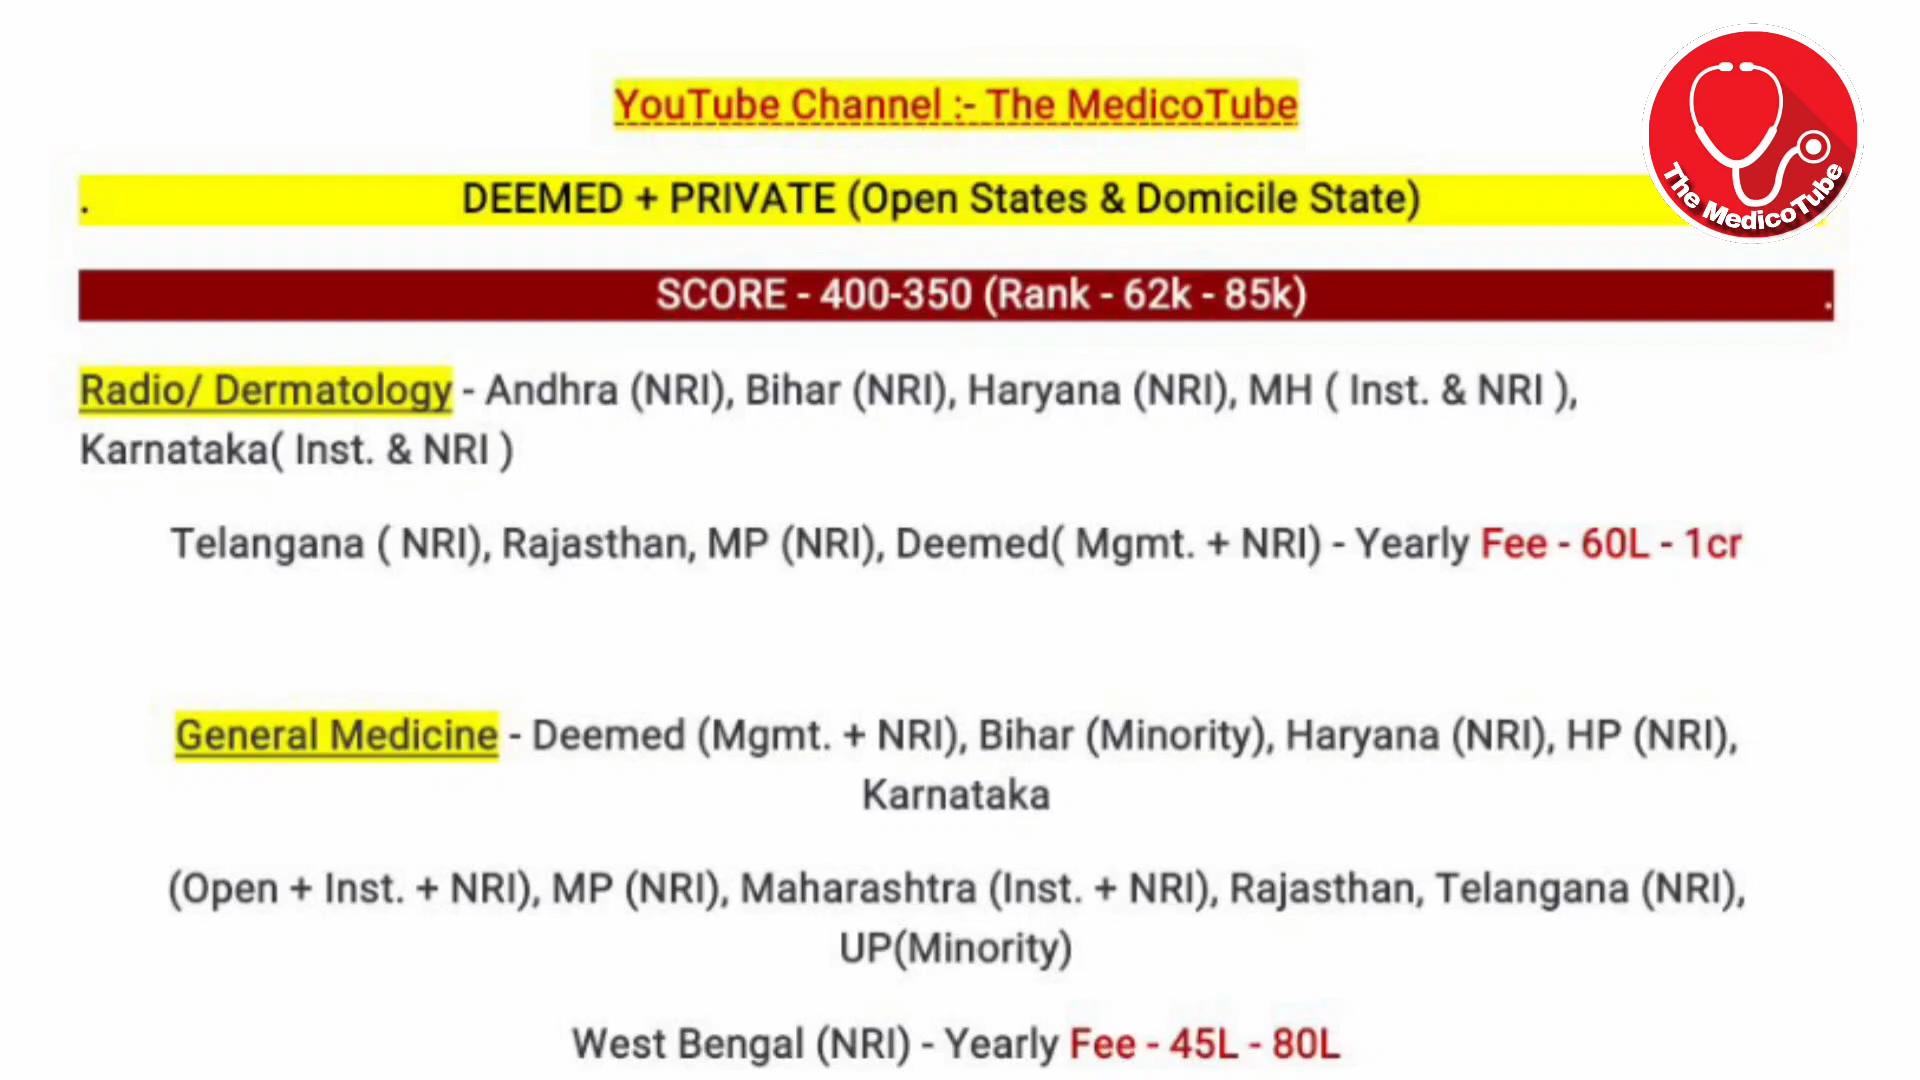 YouTube Channel :- The MedicoTube
. DEEMED + PRIVATE (Open States & Domicile State)
The MedicoTube
SCORE - 400-350 (Rank - 62k - 85k) .
Radio/ Dermatology - Andhra (NRI), Bihar (NRI), Haryana (NRI), MH ( Inst. & NRI ),
Karnataka( Inst. & NRI )
Telangana ( NRI), Rajasthan, MP (NRI), Deemed( Mgmt. + NRI) - Yearly Fee - 60L - 1cr
General Medicine - Deemed (Mgmt. + NRI), Bihar (Minority), Haryana (NRI), HP (NRI),
Karnataka
(Open + Inst. + NRI), MP (NRI), Maharashtra (Inst. + NRI), Rajasthan, Telangana (NRI),
UP(Minority)
West Bengal (NRI) - Yearly Fee - 45L - 80L